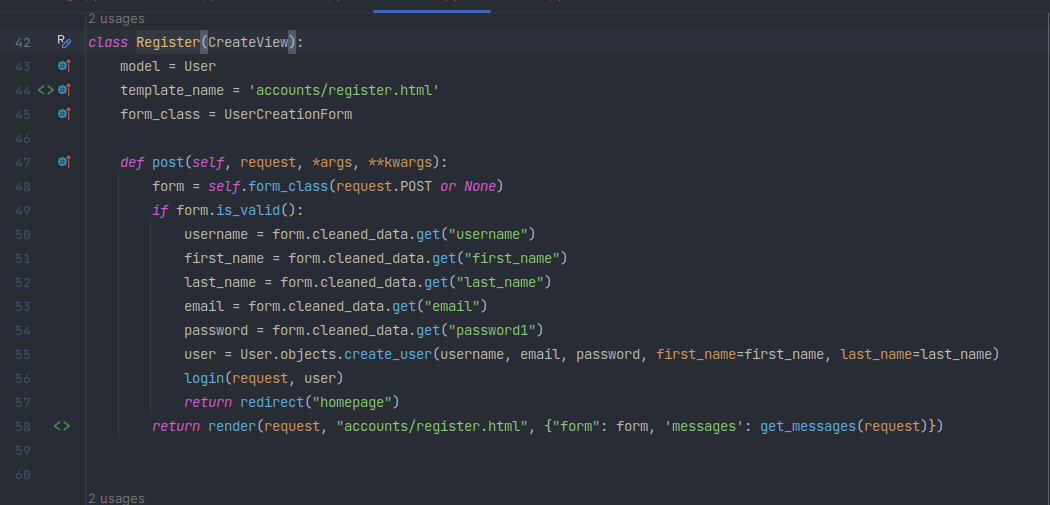 2 usages
42 class Register(CreateView):
43     model = User
44     template_name = 'accounts/register.html'
45     form_class = UserCreationForm
46
47     def post(self, request, *args, **kwargs):
48         form = self.form_class(request.POST or None)
49         if form.is_valid():
50             username = form.cleaned_data.get("username")
51             first_name = form.cleaned_data.get("first_name")
52             last_name = form.cleaned_data.get("last_name")
53             email = form.cleaned_data.get("email")
54             password = form.cleaned_data.get("password1")
55             user = User.objects.create_user(username, email, password, first_name=first_name, last_name=last_name)
56             login(request, user)
57             return redirect("homepage")
58         return render(request, "accounts/register.html", {"form": form, 'messages': get_messages(request)})
59
60
2 usages